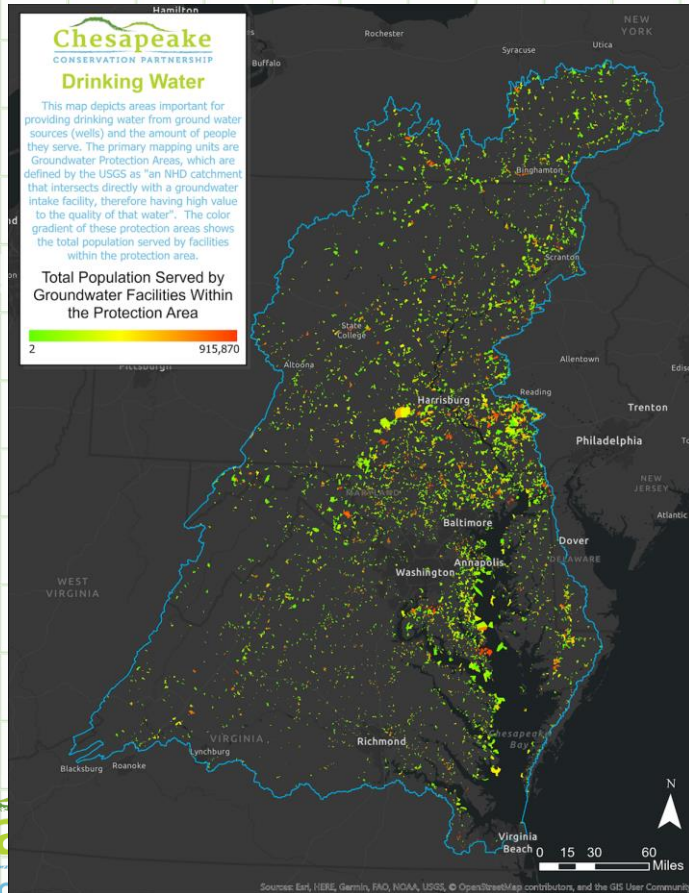 Hamilton
Chesapeake
CONSERVATION PARTNERSHIP
Drinking Water
This map depicts areas important for
providing drinking water from ground water
sources (wells) and the amount of people
they serve. The primary mapping units are
Groundwater Protection Areas, which are
defined by the USGS as "an NHD catchment
that intersects directly with a groundwater
intake facility, therefore having high value
to the quality of that water". The color
gradient of these protection areas shows
the total population served by facilities
within the protection area.
Total Population Served by
Groundwater Facilities Within
the Protection Area
2 915,870
NEW
YORK
Rochester
Utica
Syracuse
Buffalo
Binghamton
Scranton
State
College
Altoona
Pittsburgh
Allentown
Reading
Harrisburg
Trenton
Philadelphia
NEW
JERSEY
Atlantic
MARYLAND
Baltimore
Dover
DELAWARE
Annapolis
Washington
WEST
VIRGINIA
VIRGINIA
Richmond
Chesapeake
Bay
Lynchburg
Blacksburg
Roanoke
Virginia
Beach
N
0 15 30 60
Miles
Sources: Esri, HERE, Garmin, FAO, NOAA, USGS, © OpenStreetMap contributors, and the GIS User Community